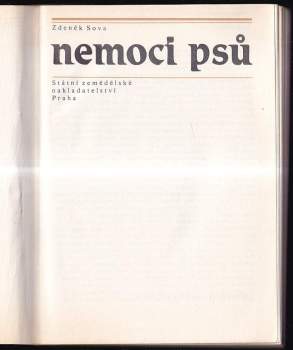 Zdeněk Sova
nemoci psů
Státní zemědělské
nakladatelství
Praha